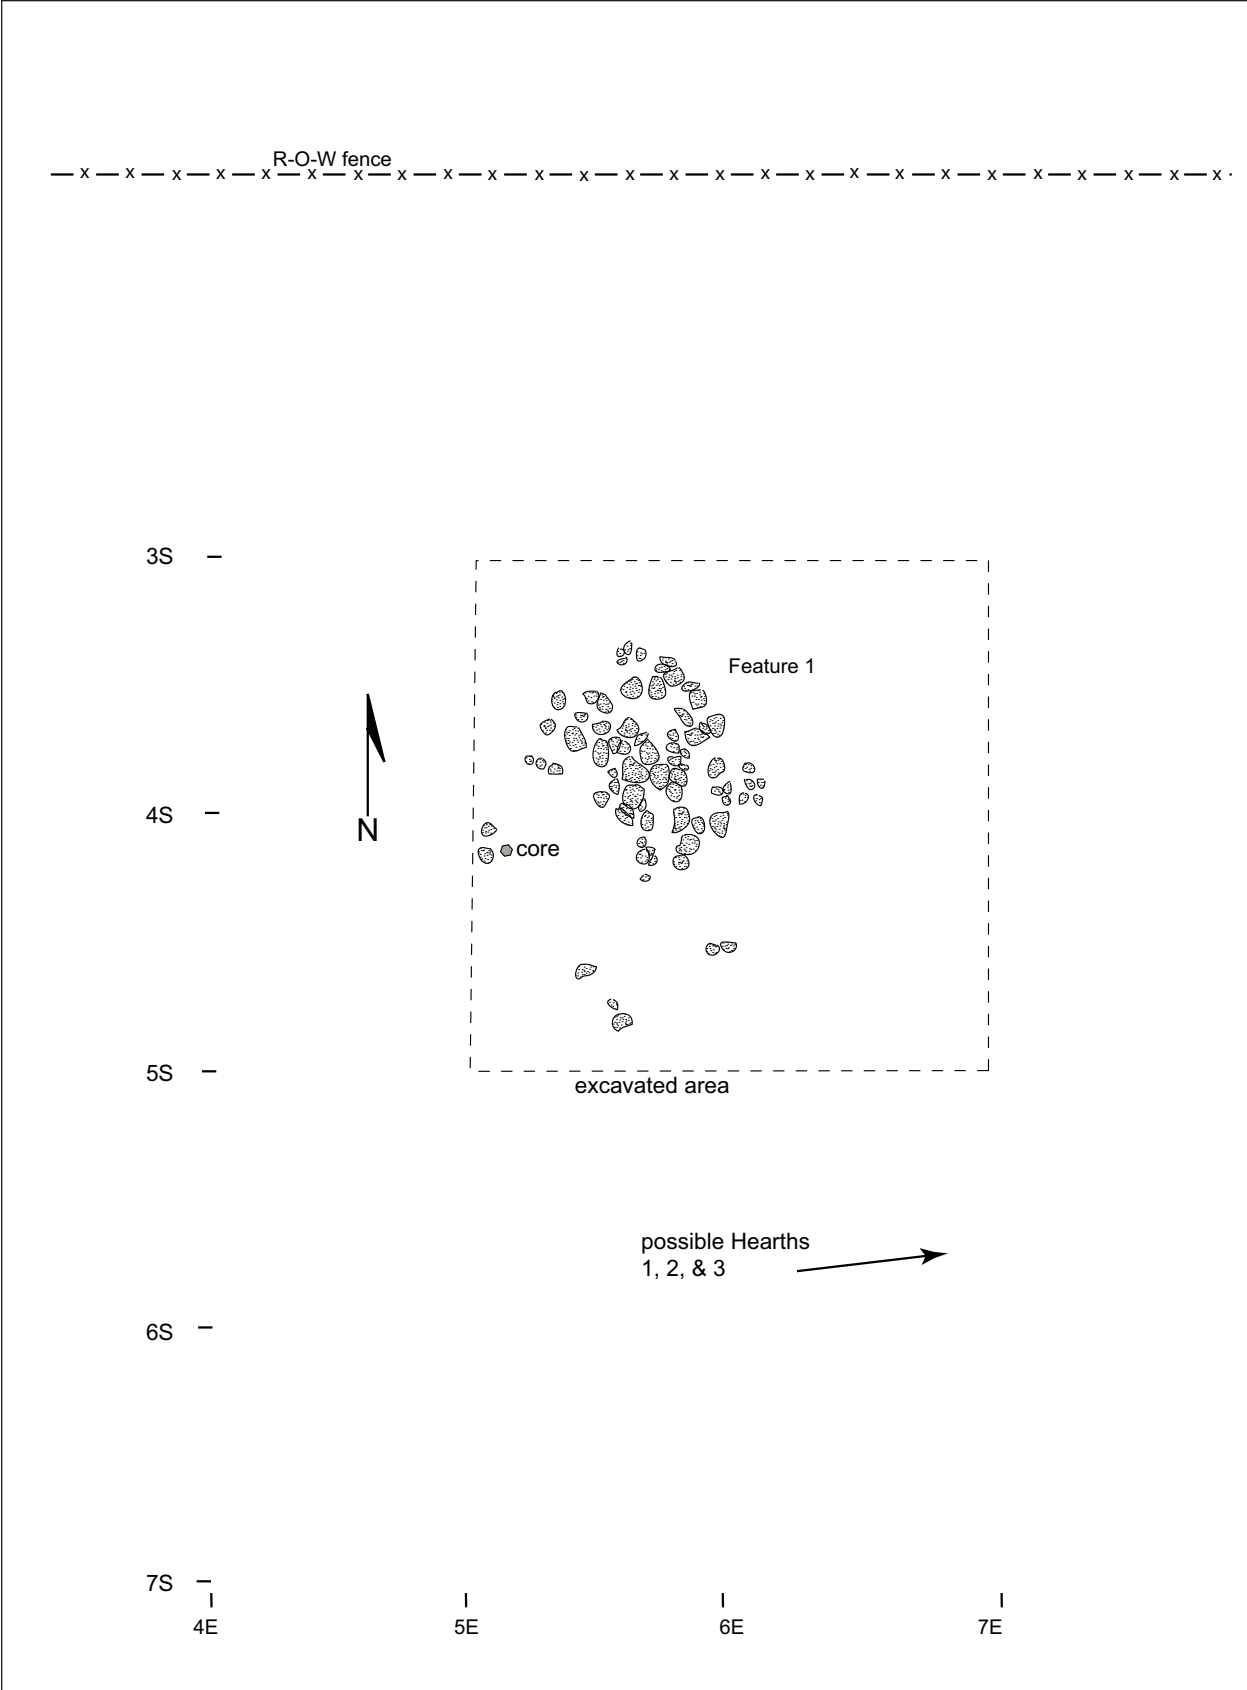 R-O-W fence
x x x x x x x x x x x x x x x x x x x x x x x x x x
3S
Feature 1
4S
N
core
5S
excavated area
possible Hearths
1, 2, & 3
6S
7S
4E 5E 6E 7E